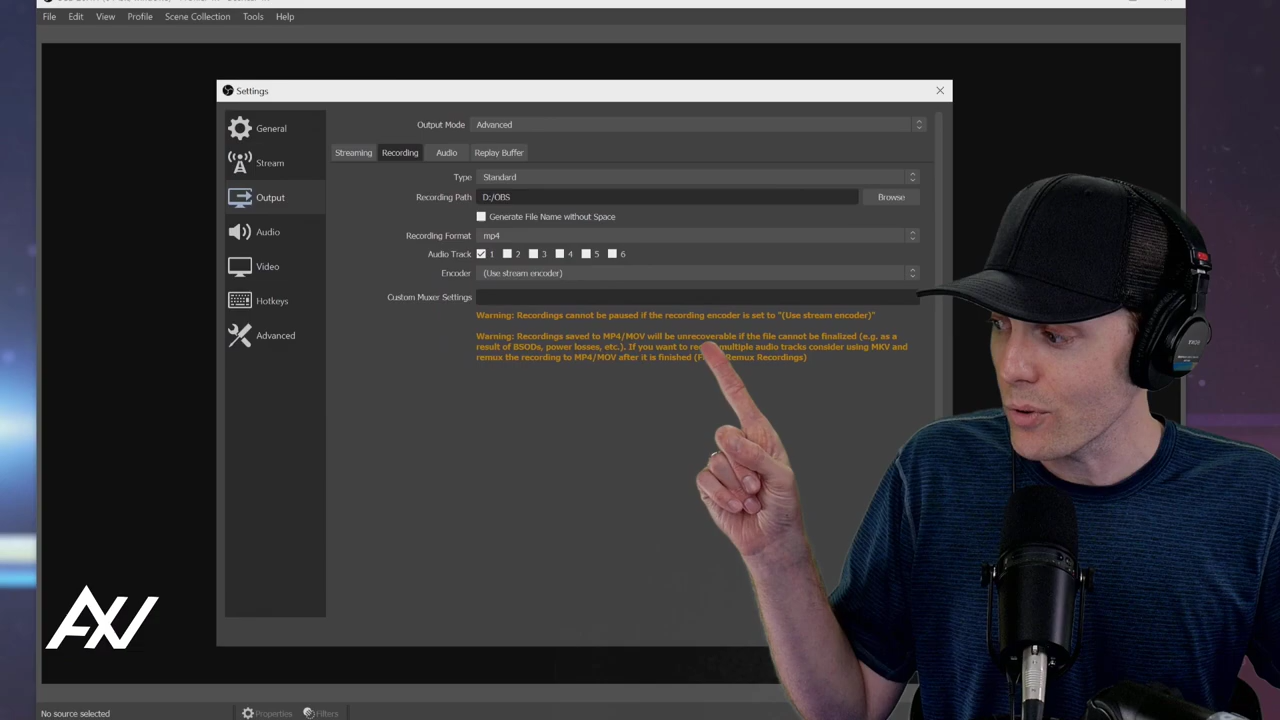 File Edit View Profile Scene Collection Tools Help
Settings
General
Stream
Output
Audio
Video
Hotkeys
Advanced
Output Mode Advanced
Streaming Recording Audio Replay Buffer
Type Standard
Recording Path D:/OBS Browse
Generate File Name without Space
Recording Format mp4
Audio Track 1 2 3 4 5 6
Encoder (Use stream encoder)
Custom Muxer Settings
Warning: Recordings cannot be paused if the recording encoder is set to "(Use stream encoder)"
Warning: Recordings saved to MP4/MOV will be unrecoverable if the file cannot be finalized (e.g. as a
result of BSODs, power losses, etc.). If you want to multiple audio tracks consider using MKV and
remux the recording to MP4/MOV after it is finished Remux Recordings)
No source selected
Properties Filters